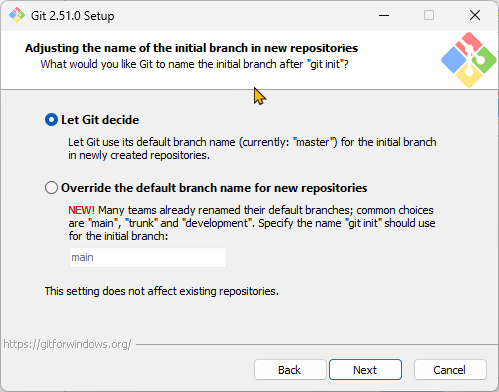 Git 2.51.0 Setup
Adjusting the name of the initial branch in new repositories
What would you like Git to name the initial branch after "git init"?
Let Git decide
Let Git use its default branch name (currently: "master") for the initial branch
in newly created repositories.
Override the default branch name for new repositories
NEW! Many teams already renamed their default branches; common choices
are "main", "trunk" and "development". Specify the name "git init" should use
for the initial branch:
main
This setting does not affect existing repositories.
https://gitforwindows.org/
Back Next Cancel